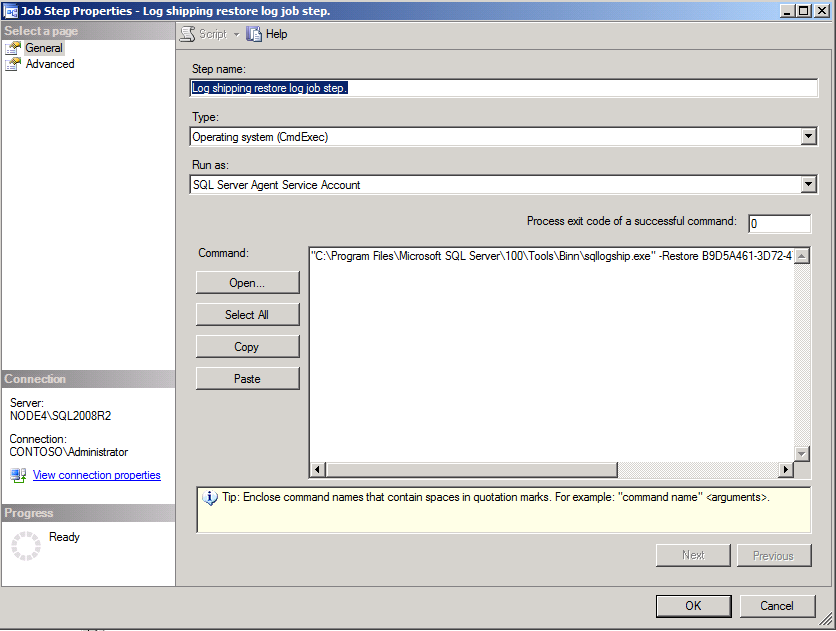 Job Step Properties - Log shipping restore log job step.
Select a page
General
Advanced
Script
Help
Step name:
Log shipping restore log job step.
Type:
Operating system (CmdExec)
Run as:
SQL Server Agent Service Account
Process exit code of a successful command:
0
Command:
"C:\Program Files\Microsoft SQL Server\100\Tools\Binn\sqllogship.exe" -Restore B9D5A461-3D72-4
Open...
Select All
Copy
Paste
Connection
Server:
NODE4\SQL2008R2
Connection:
CONTOSO\Administrator
View connection properties
Progress
Ready
Tip: Enclose command names that contain spaces in quotation marks. For example: "command name" <arguments>.
Next
Previous
OK
Cancel